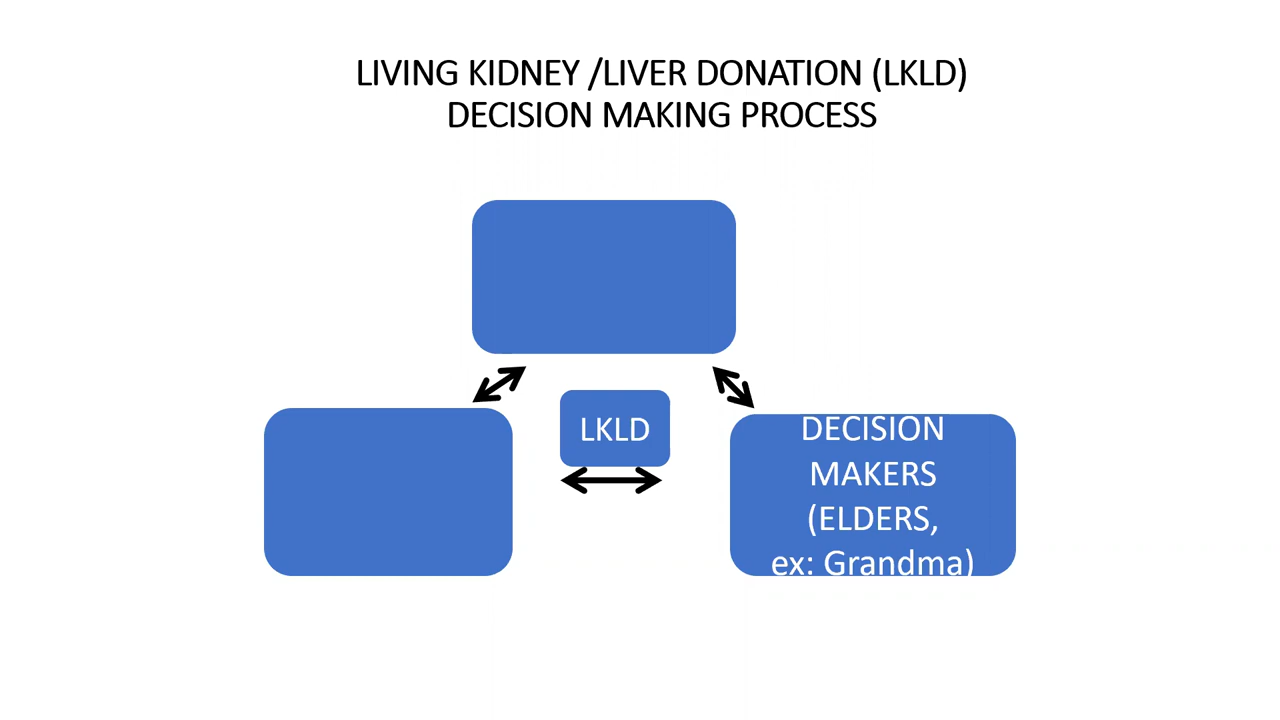 LIVING KIDNEY /LIVER DONATION (LKLD)
DECISION MAKING PROCESS
LKLD
DECISION
MAKERS
(ELDERS,
ex: Grandma)